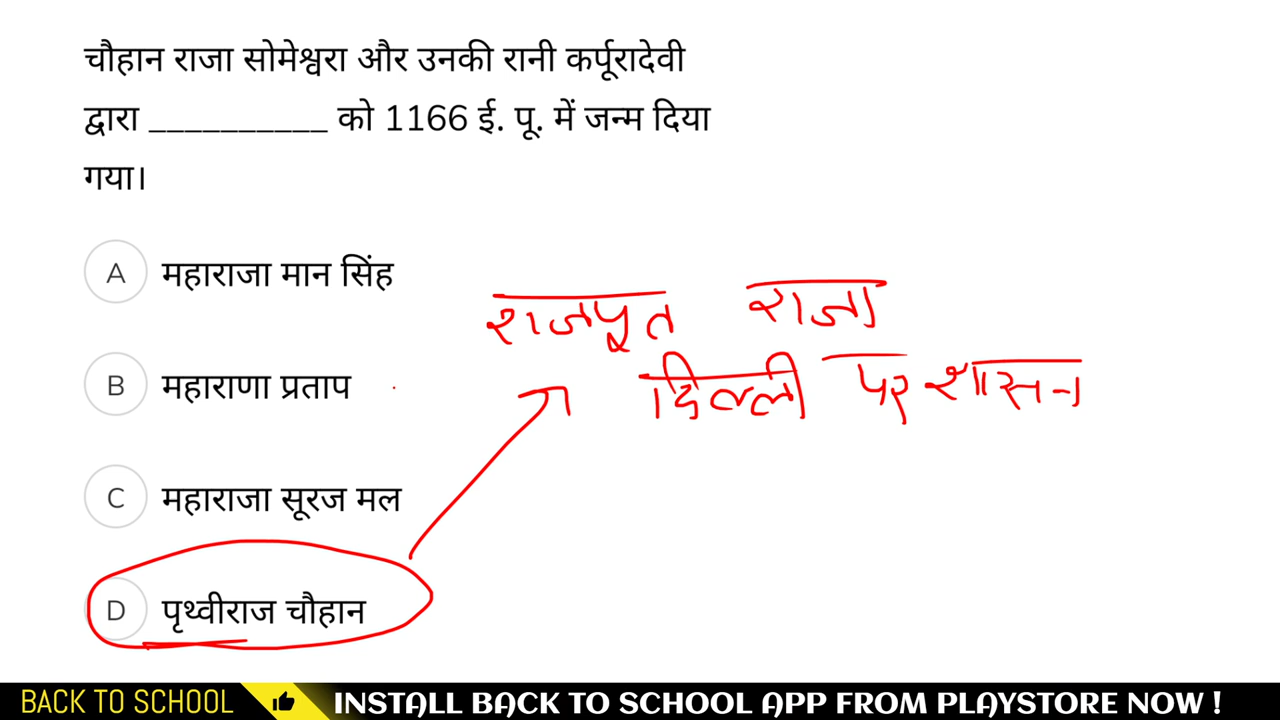 चौहान राजा सोमेश्वरा और उनकी रानी कर्पूरादेवी
द्वारा __________ को 1166 ई. पू. में जन्म दिया
गया।
A महाराजा मान सिंह
राजपूत राजा
B महाराणा प्रताप
दिल्ली पर शासन
C महाराजा सूरज मल
D पृथ्वीराज चौहान
BACK TO SCHOOL INSTALL BACK TO SCHOOL APP FROM PLAYSTORE NOW !